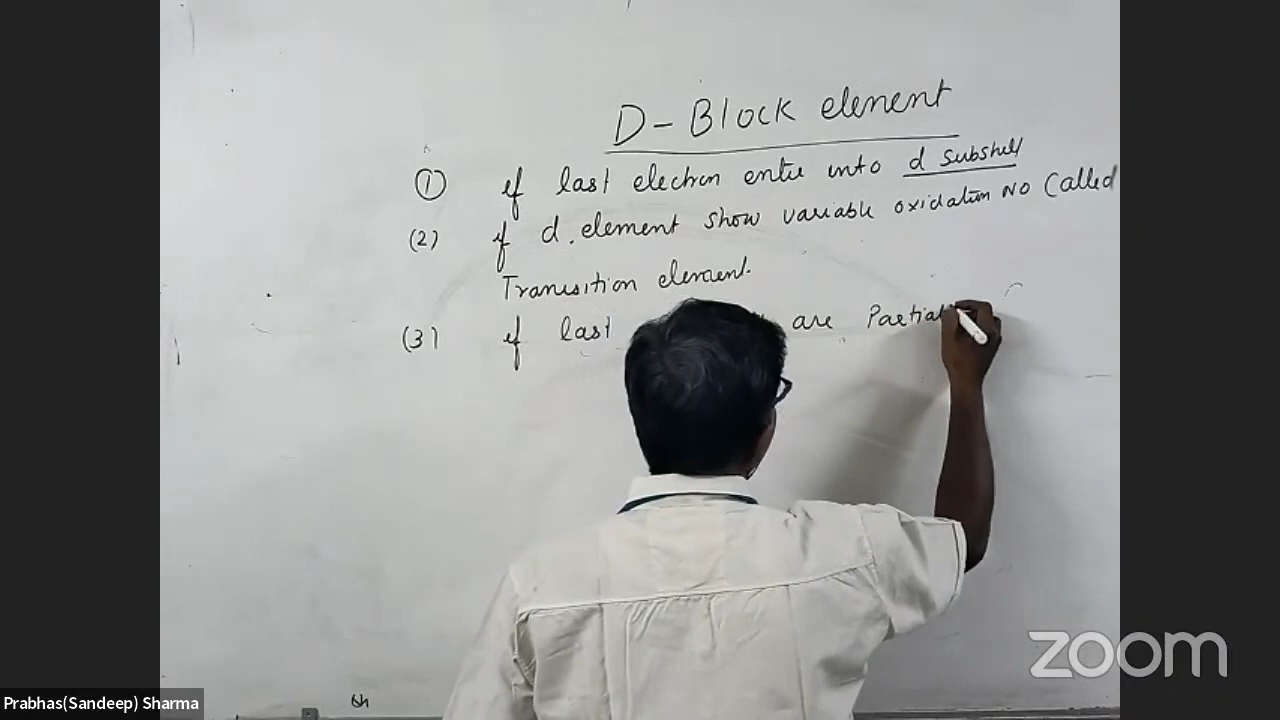 D-Block element
(1) if last electron enter into d subshell
(2) if d. element show variable oxidation NO Called
Transition element.
(3) if last are Partial
zoom
Prabhas(Sandeep) Sharma